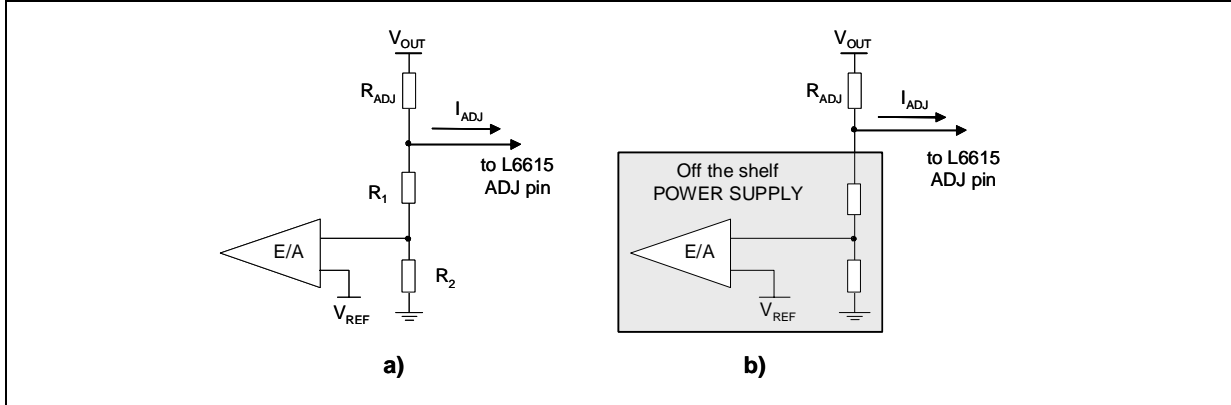 V_OUT
R_ADJ
I_ADJ
to L6615
ADJ pin
R_1
E/A
R_2
V_REF
a)
V_OUT
R_ADJ
I_ADJ
to L6615
ADJ pin
Off the shelf
POWER SUPPLY
E/A
V_REF
b)